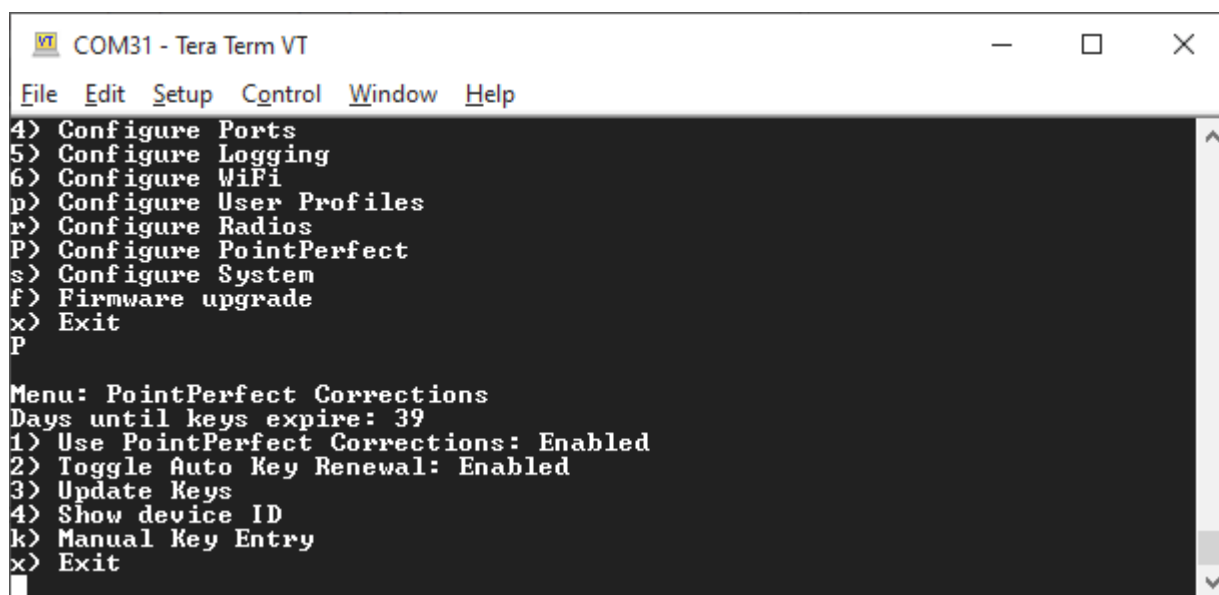 COM31 - Tera Term VT
File Edit Setup Control Window Help
4) Configure Ports
5) Configure Logging
6) Configure WiFi
p) Configure User Profiles
r) Configure Radios
P) Configure PointPerfect
s) Configure System
f) Firmware upgrade
x) Exit
P
Menu: PointPerfect Corrections
Days until keys expire: 39
1) Use PointPerfect Corrections: Enabled
2) Toggle Auto Key Renewal: Enabled
3) Update Keys
4) Show device ID
k) Manual Key Entry
x) Exit